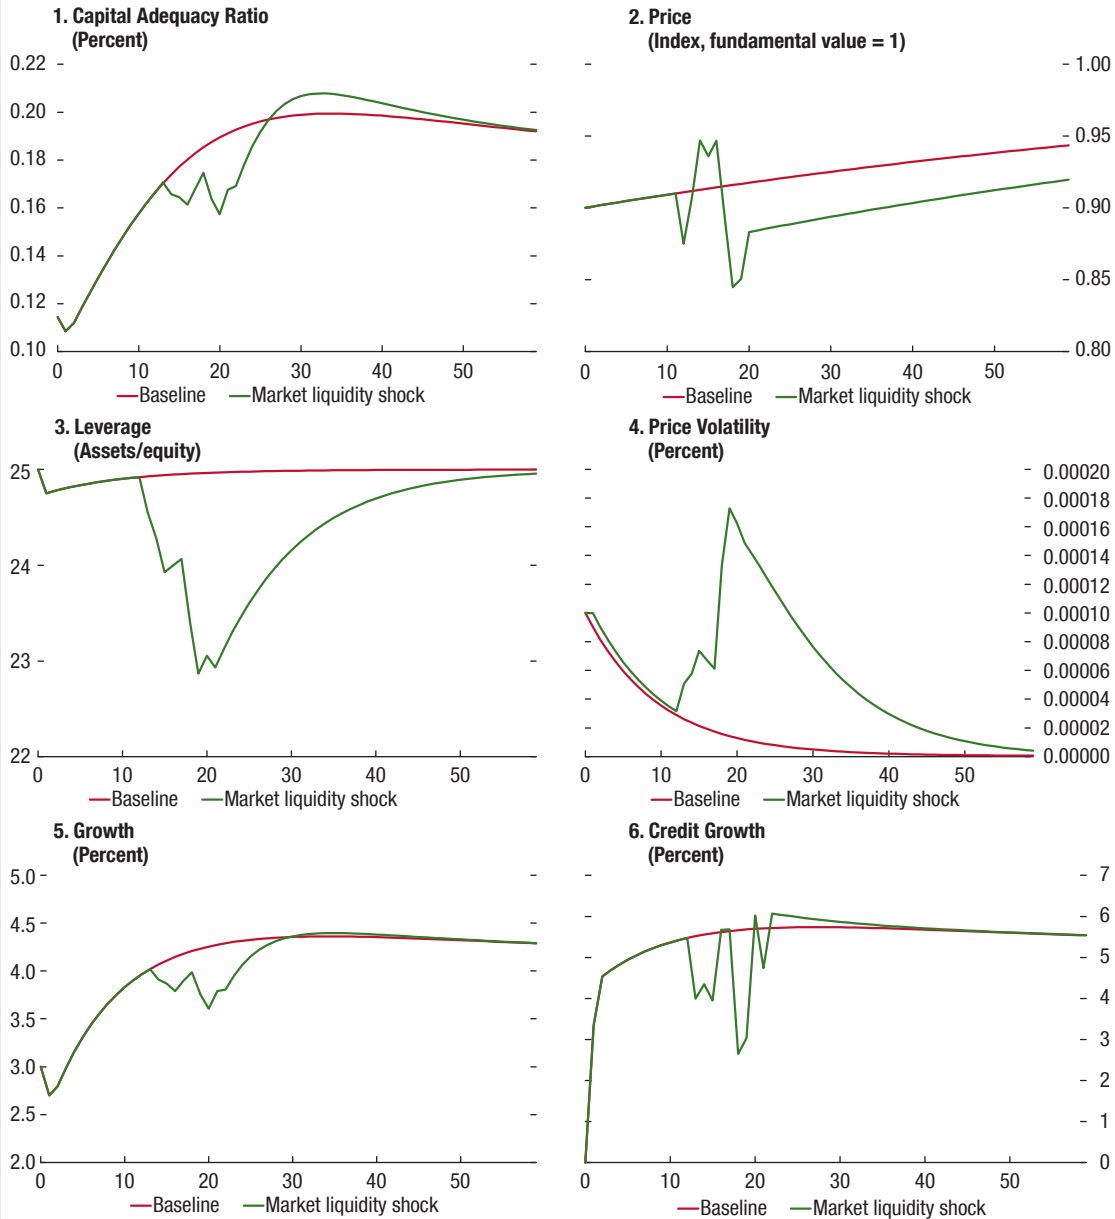 1. Capital Adequacy Ratio
(Percent)
0.22
0.20
0.18
0.16
0.14
0.12
0.10
0 10 20 30 40 50
Baseline Market liquidity shock
2. Price
(Index, fundamental value = 1)
1.00
0.95
0.90
0.85
0.80
0 10 20 30 40 50
Baseline Market liquidity shock
3. Leverage
(Assets/equity)
25
24
23
22
0 10 20 30 40 50
Baseline Market liquidity shock
4. Price Volatility
(Percent)
0.00020
0.00018
0.00016
0.00014
0.00012
0.00010
0.00008
0.00006
0.00004
0.00002
0.00000
0 10 20 30 40 50
Baseline Market liquidity shock
5. Growth
(Percent)
5.0
4.5
4.0
3.5
3.0
2.5
2.0
0 10 20 30 40 50
Baseline Market liquidity shock
6. Credit Growth
(Percent)
7
6
5
4
3
2
1
0
0 10 20 30 40 50
Baseline Market liquidity shock